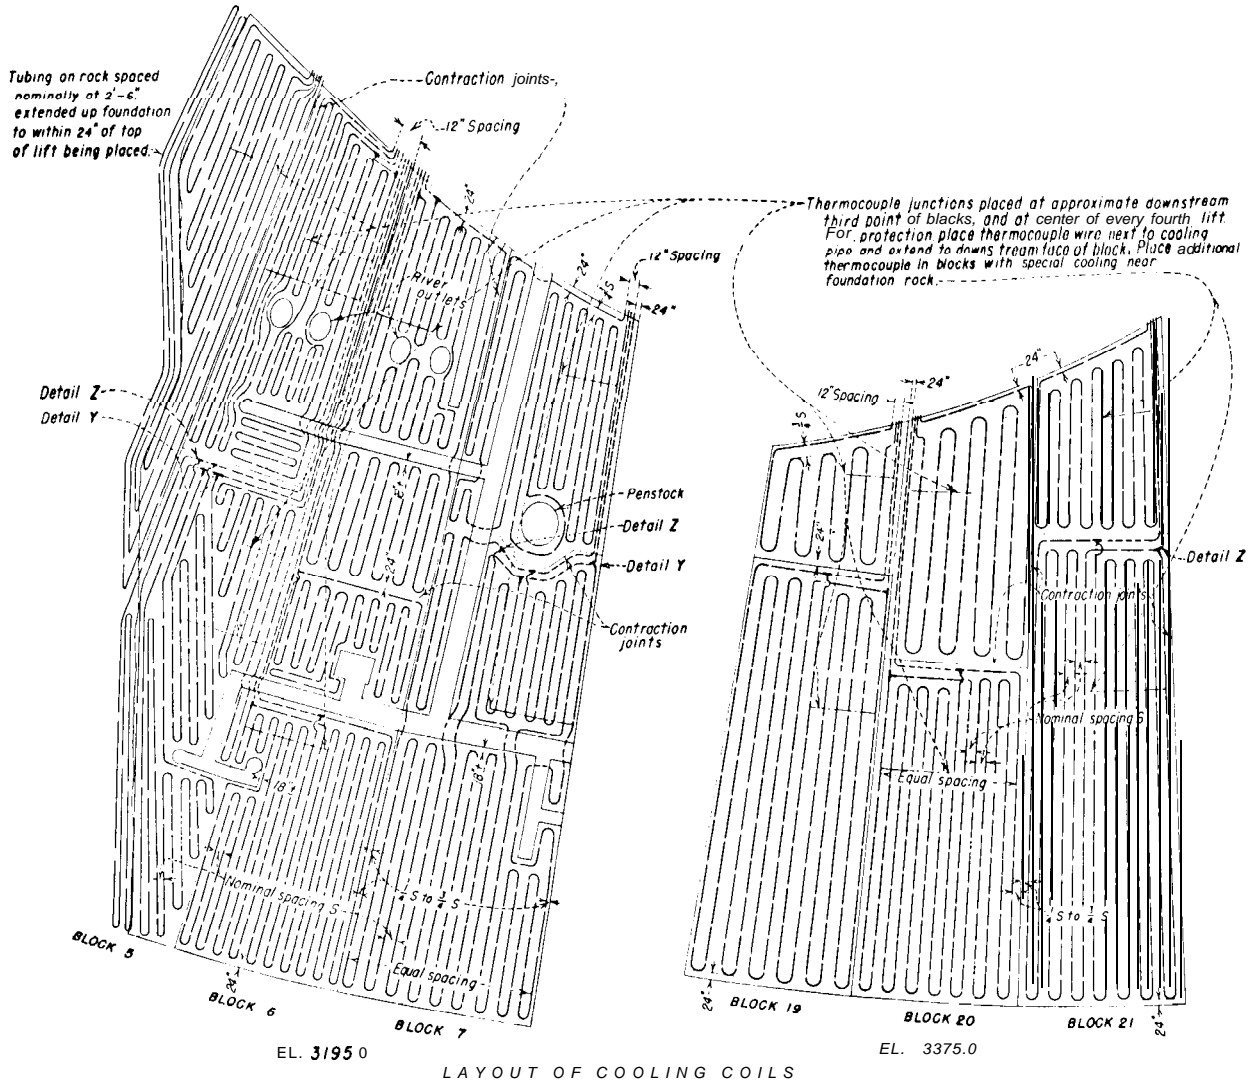 Tubing on rock spaced
nominally at 2'-6"
extended up foundation
to within 24" of top
of lift being placed.
Contraction joints
12" Spacing
24"
Thermocouple junctions placed at approximate downstream
third point of blacks, and at center of every fourth lift.
For protection place thermocouple wire next to cooling
pipe and extend to downs tream face of block. Place additional
thermocouple in blocks with special cooling near
foundation rock.
24"
S
12" Spacing
24"
River
outlets
Detail Z
Detail Y
24"
24"
12" Spacing
24"
Penstock
Detail Z
Detail Y
24"
Detail Z
Contraction
joints
Contraction joints
Nominal spacing S
Equal spacing
18"±
18"±
Nominal spacing S
S to ¾ S
S to ¾ S
Equal spacing
24"
24"
24"
BLOCK 5
BLOCK 6
BLOCK 7
BLOCK 19
BLOCK 20
BLOCK 21
EL. 3195 0
EL. 3375.0
LAYOUT OF COOLING COILS